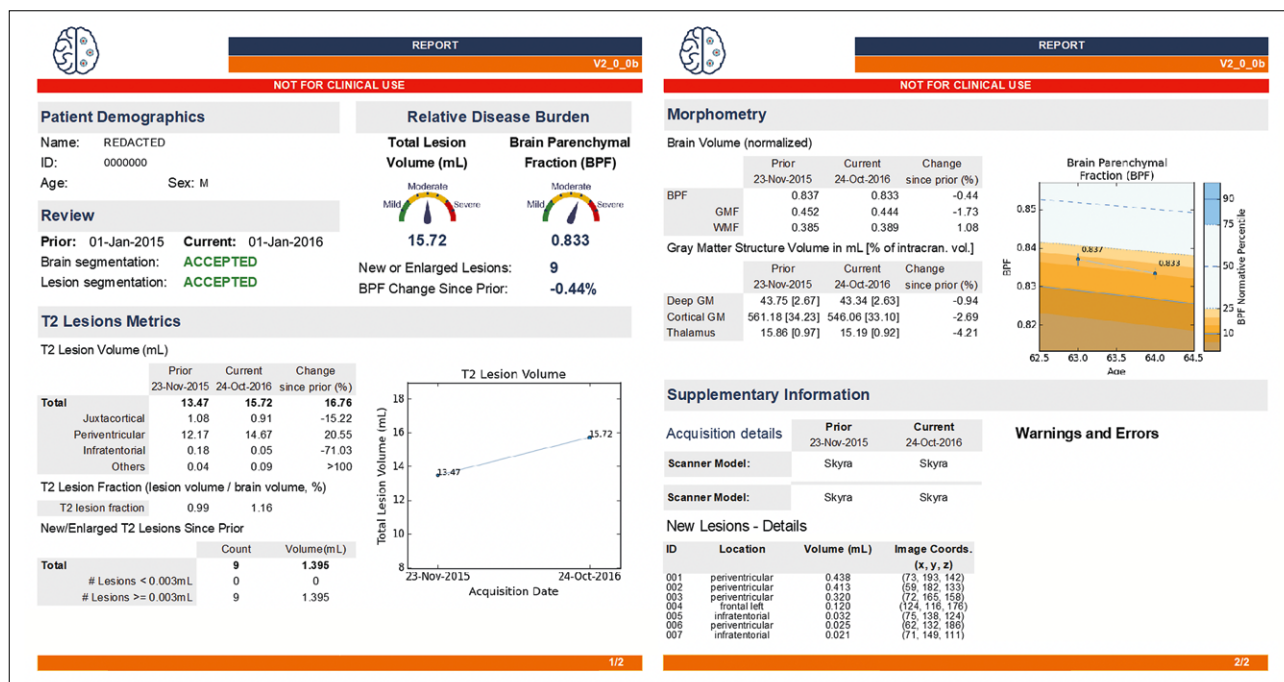 REPORT
V2_0_0b
NOT FOR CLINICAL USE
Patient Demographics
Name: REDACTED
ID: 0000000
Age: Sex: M
Review
Prior: 01-Jan-2015 Current: 01-Jan-2016
Brain segmentation: ACCEPTED
Lesion segmentation: ACCEPTED
Relative Disease Burden
Total Lesion Brain Parenchymal
Volume (mL) Fraction (BPF)
Moderate Moderate
Mild Severe Mild Severe
15.72 0.833
New or Enlarged Lesions: 9
BPF Change Since Prior: -0.44%
T2 Lesions Metrics
T2 Lesion Volume (mL)
Prior Current Change
23-Nov-2015 24-Oct-2016 since prior (%)
Total 13.47 15.72 16.76
Juxtacortical 1.08 0.91 -15.22
Periventricular 12.17 14.67 20.55
Infratentorial 0.18 0.05 -71.03
Others 0.04 0.09 >100
T2 Lesion Fraction (lesion volume / brain volume, %)
T2 lesion fraction 0.99 1.16
New/Enlarged T2 Lesions Since Prior
Count Volume(mL)
Total 9 1.395
# Lesions < 0.003mL 0 0
# Lesions >= 0.003mL 9 1.395
T2 Lesion Volume
Total Lesion Volume (mL)
18
16
14
12
10
8
13.47
15.72
23-Nov-2015 24-Oct-2016
Acquisition Date
1/2
REPORT
V2_0_0b
NOT FOR CLINICAL USE
Morphometry
Brain Volume (normalized)
Prior Current Change
23-Nov-2015 24-Oct-2016 since prior (%)
BPF 0.837 0.833 -0.44
GMF 0.452 0.444 -1.73
WMF 0.385 0.389 1.08
Gray Matter Structure Volume in mL [% of intracran. vol.]
Prior Current Change
23-Nov-2015 24-Oct-2016 since prior (%)
Deep GM 43.75 [2.67] 43.34 [2.63] -0.94
Cortical GM 561.18 [34.23] 546.06 [33.10] -2.69
Thalamus 15.86 [0.97] 15.19 [0.92] -4.21
Brain Parenchymal
Fraction (BPF)
BPF
0.85
0.84
0.83
0.82
0.837
0.833
62.5 63.0 63.5 64.0 64.5
Age
90
75
50
25
10
BPF Normative Percentile
Supplementary Information
Acquisition details Prior Current
23-Nov-2015 24-Oct-2016
Scanner Model: Skyra Skyra
Scanner Model: Skyra Skyra
Warnings and Errors
New Lesions - Details
ID Location Volume (mL) Image Coords.
(x, y, z)
001 periventricular 0.438 (73, 193, 142)
002 periventricular 0.413 (59, 182, 133)
003 periventricular 0.320 (72, 165, 158)
004 frontal left 0.120 (124, 116, 176)
005 infratentorial 0.032 (75, 138, 124)
006 periventricular 0.025 (62, 132, 186)
007 infratentorial 0.021 (71, 149, 111)
2/2